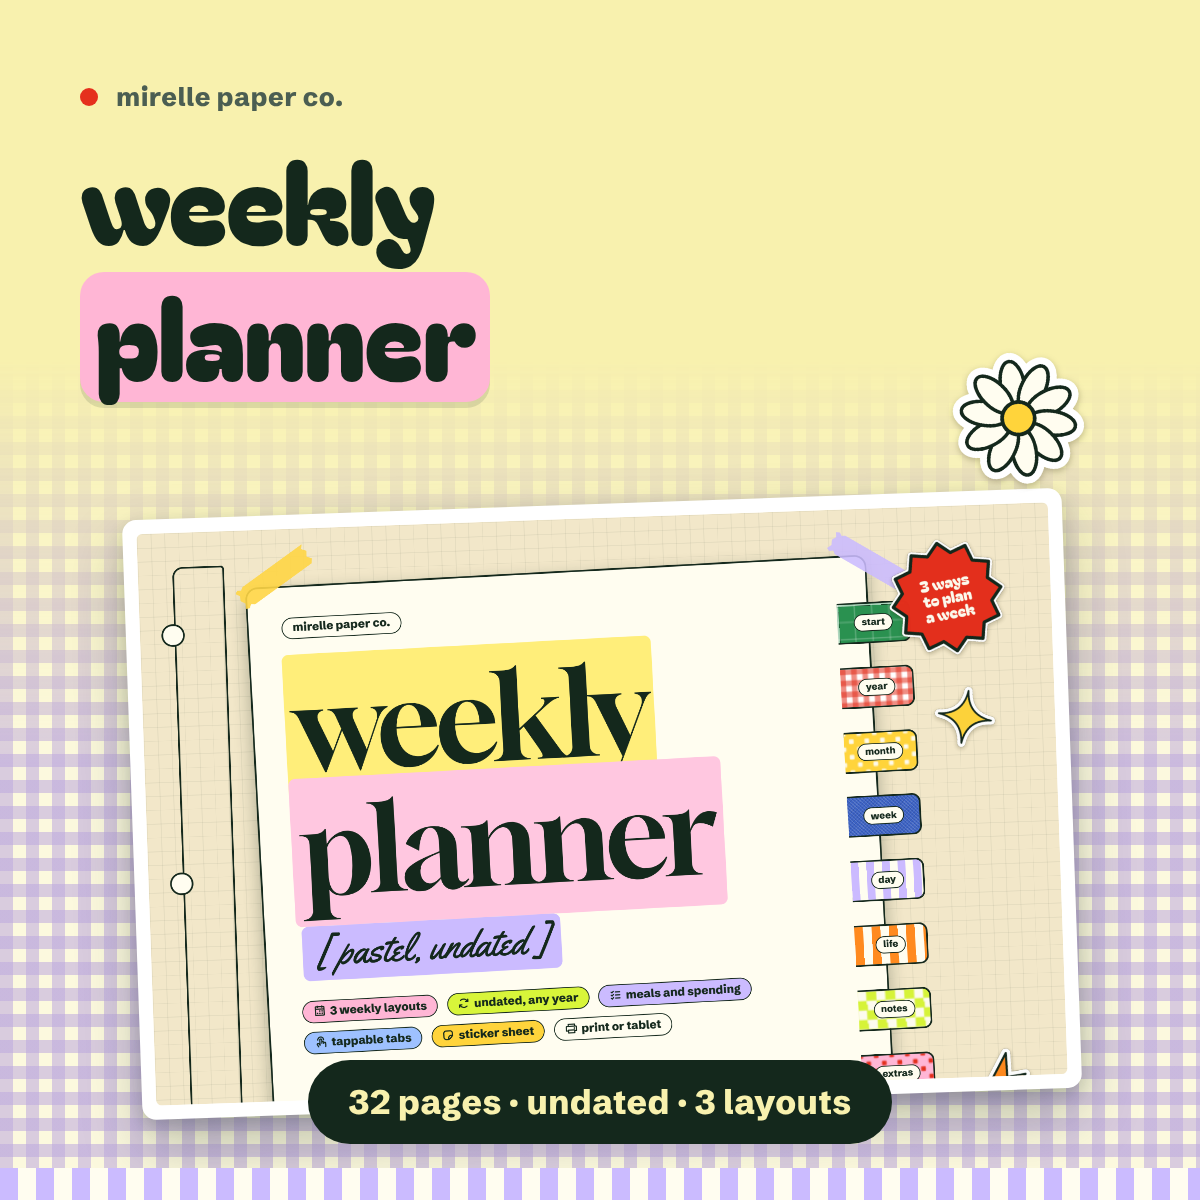 mirelle paper co.
weekly
planner
mirelle paper co.
weekly
planner
[pastel, undated]
3 weekly layouts
undated, any year
meals and spending
tappable tabs
sticker sheet
print or tablet
3 ways
to plan
a week
start
year
month
week
day
life
notes
extras
32 pages · undated · 3 layouts